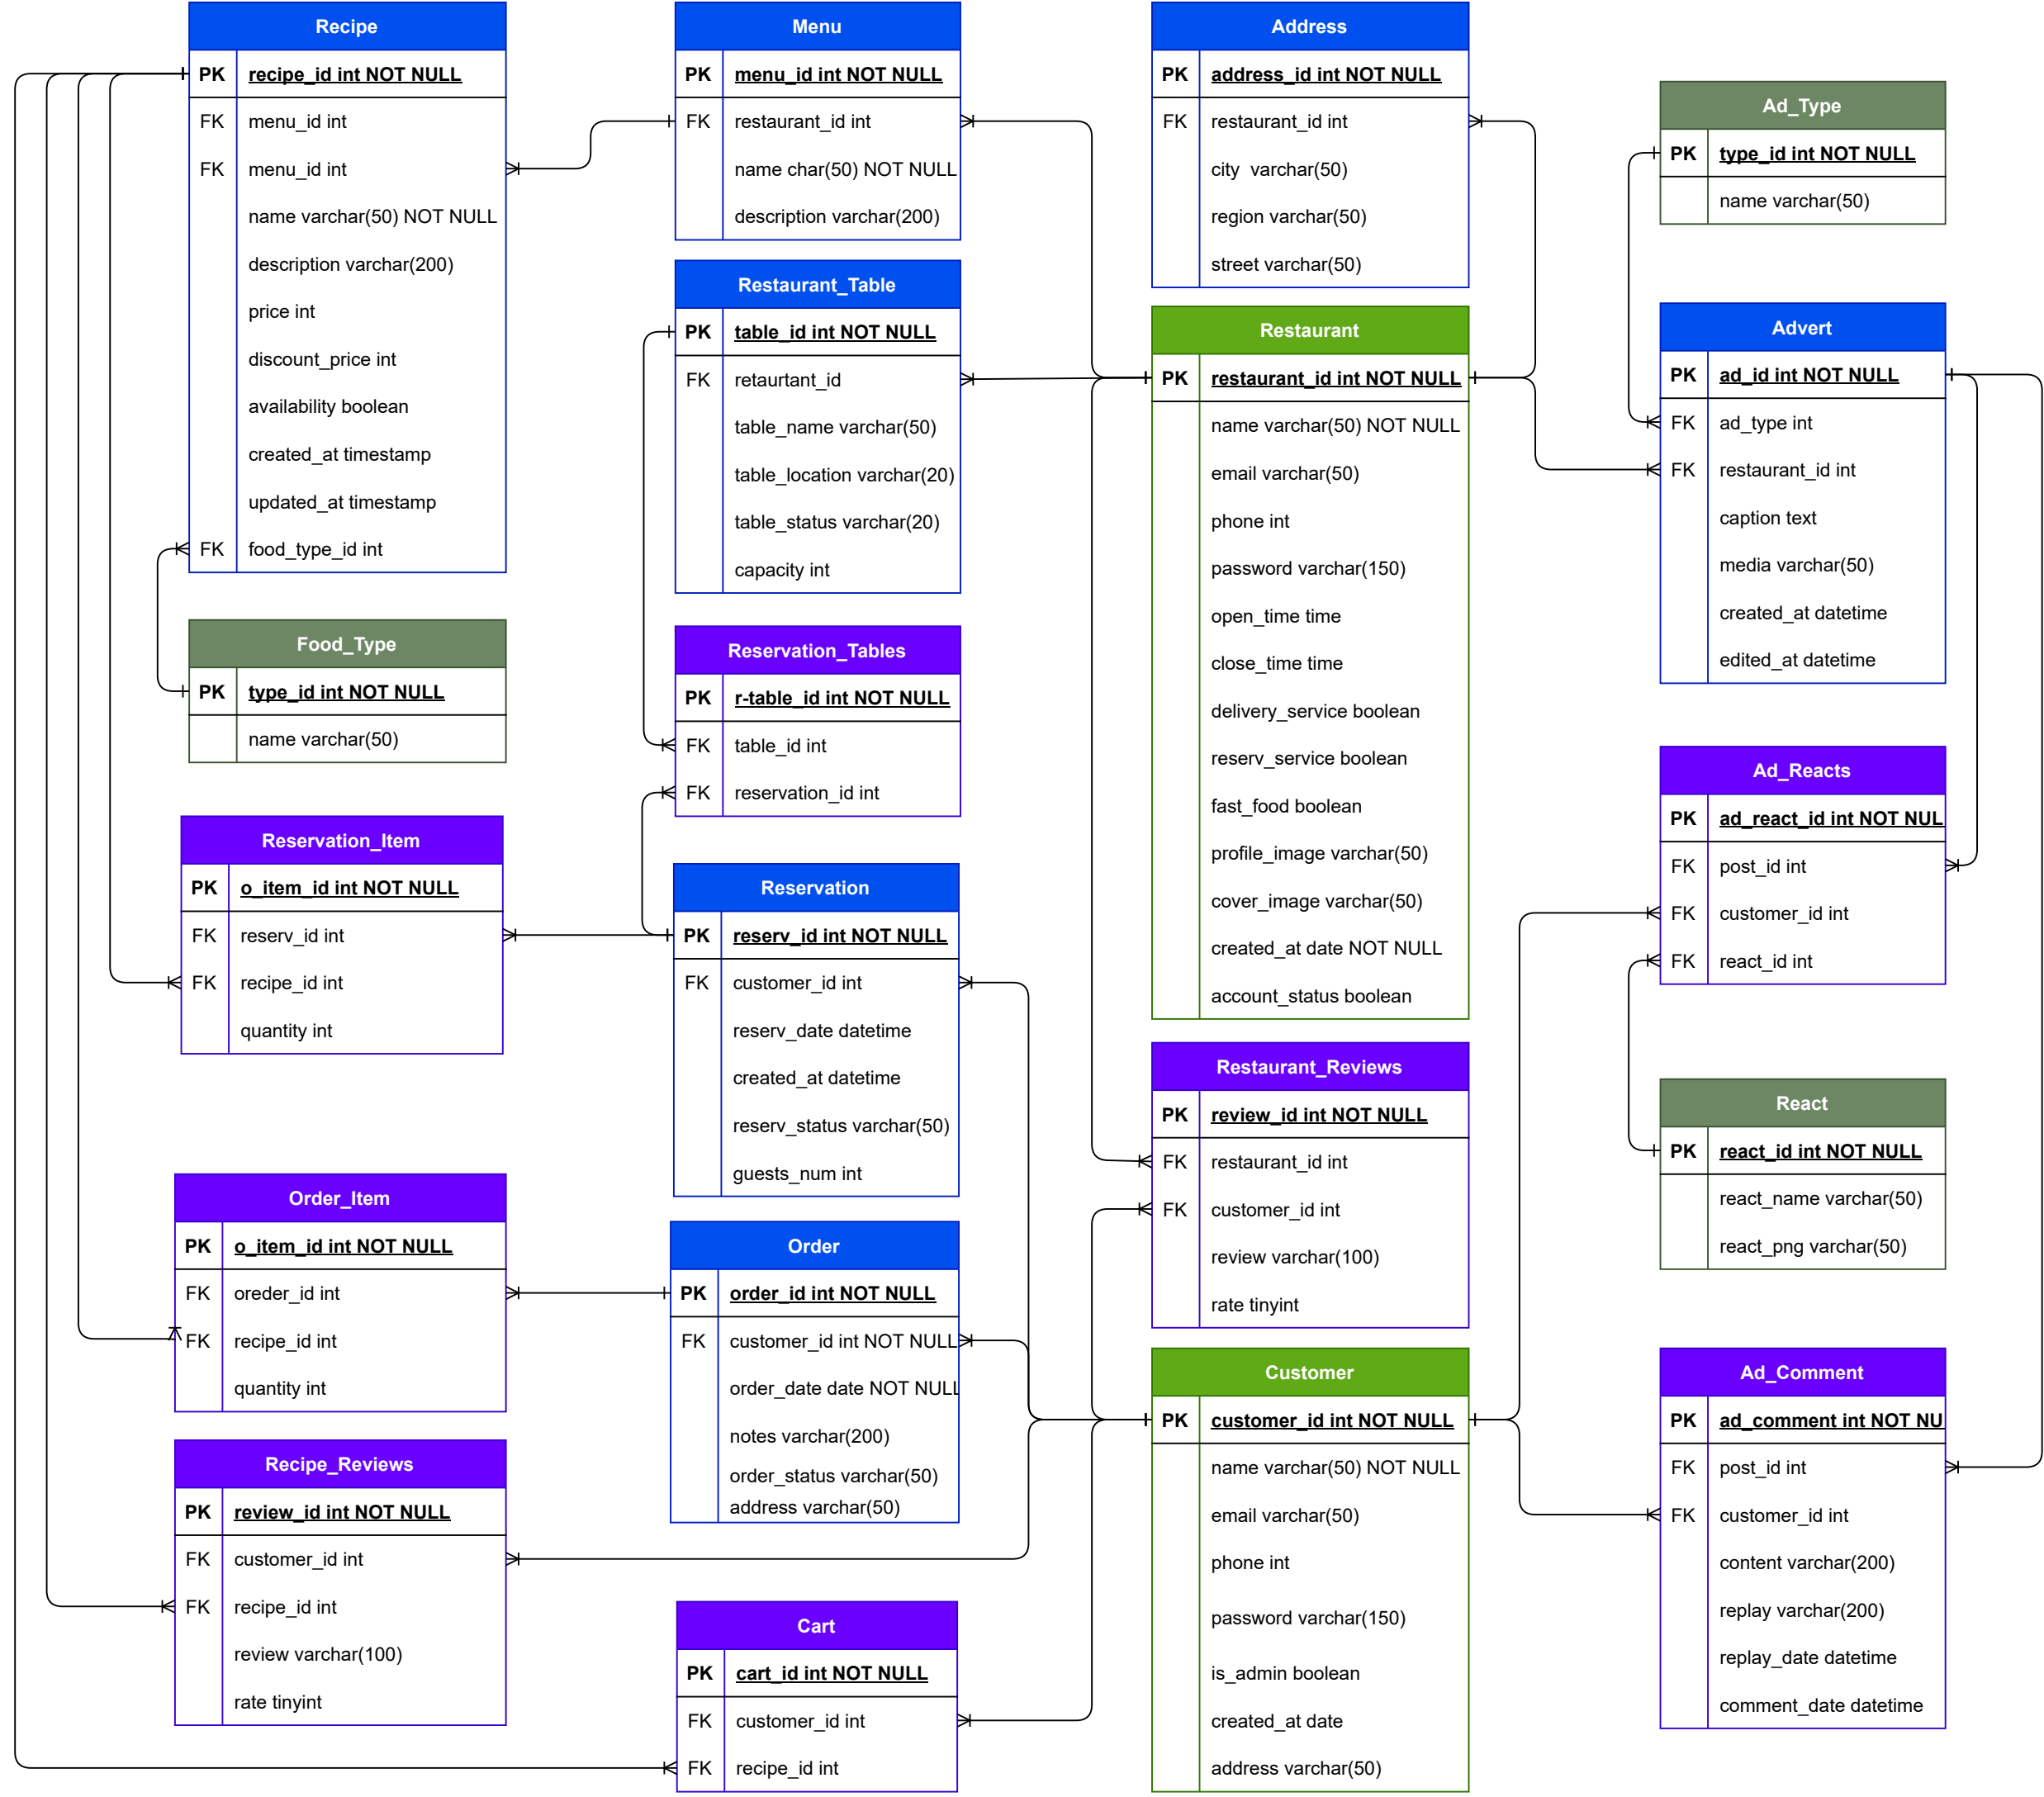 Recipe
PK recipe_id int NOT NULL
FK menu_id int
FK menu_id int
name varchar(50) NOT NULL
description varchar(200)
price int
discount_price int
availability boolean
created_at timestamp
updated_at timestamp
FK food_type_id int
Food_Type
PK type_id int NOT NULL
name varchar(50)
Reservation_Item
PK o_item_id int NOT NULL
FK reserv_id int
FK recipe_id int
quantity int
Order_Item
PK o_item_id int NOT NULL
FK oreder_id int
FK recipe_id int
quantity int
Recipe_Reviews
PK review_id int NOT NULL
FK customer_id int
FK recipe_id int
review varchar(100)
rate tinyint
Menu
PK menu_id int NOT NULL
FK restaurant_id int
name char(50) NOT NULL
description varchar(200)
Restaurant_Table
PK table_id int NOT NULL
FK retaurtant_id
table_name varchar(50)
table_location varchar(20)
table_status varchar(20)
capacity int
Reservation_Tables
PK r-table_id int NOT NULL
FK table_id int
FK reservation_id int
Reservation
PK reserv_id int NOT NULL
FK customer_id int
reserv_date datetime
created_at datetime
reserv_status varchar(50)
guests_num int
Order
PK order_id int NOT NULL
FK customer_id int NOT NULL
order_date date NOT NULL
notes varchar(200)
order_status varchar(50)
address varchar(50)
Cart
PK cart_id int NOT NULL
FK customer_id int
FK recipe_id int
Address
PK address_id int NOT NULL
FK restaurant_id int
city varchar(50)
region varchar(50)
street varchar(50)
Restaurant
PK restaurant_id int NOT NULL
name varchar(50) NOT NULL
email varchar(50)
phone int
password varchar(150)
open_time time
close_time time
delivery_service boolean
reserv_service boolean
fast_food boolean
profile_image varchar(50)
cover_image varchar(50)
created_at date NOT NULL
account_status boolean
Restaurant_Reviews
PK review_id int NOT NULL
FK restaurant_id int
FK customer_id int
review varchar(100)
rate tinyint
Customer
PK customer_id int NOT NULL
name varchar(50) NOT NULL
email varchar(50)
phone int
password varchar(150)
is_admin boolean
created_at date
address varchar(50)
Ad_Type
PK type_id int NOT NULL
name varchar(50)
Advert
PK ad_id int NOT NULL
FK ad_type int
FK restaurant_id int
caption text
media varchar(50)
created_at datetime
edited_at datetime
Ad_Reacts
PK ad_react_id int NOT NUL
FK post_id int
FK customer_id int
FK react_id int
React
PK react_id int NOT NULL
react_name varchar(50)
react_png varchar(50)
Ad_Comment
PK ad_comment int NOT NU
FK post_id int
FK customer_id int
content varchar(200)
replay varchar(200)
replay_date datetime
comment_date datetime